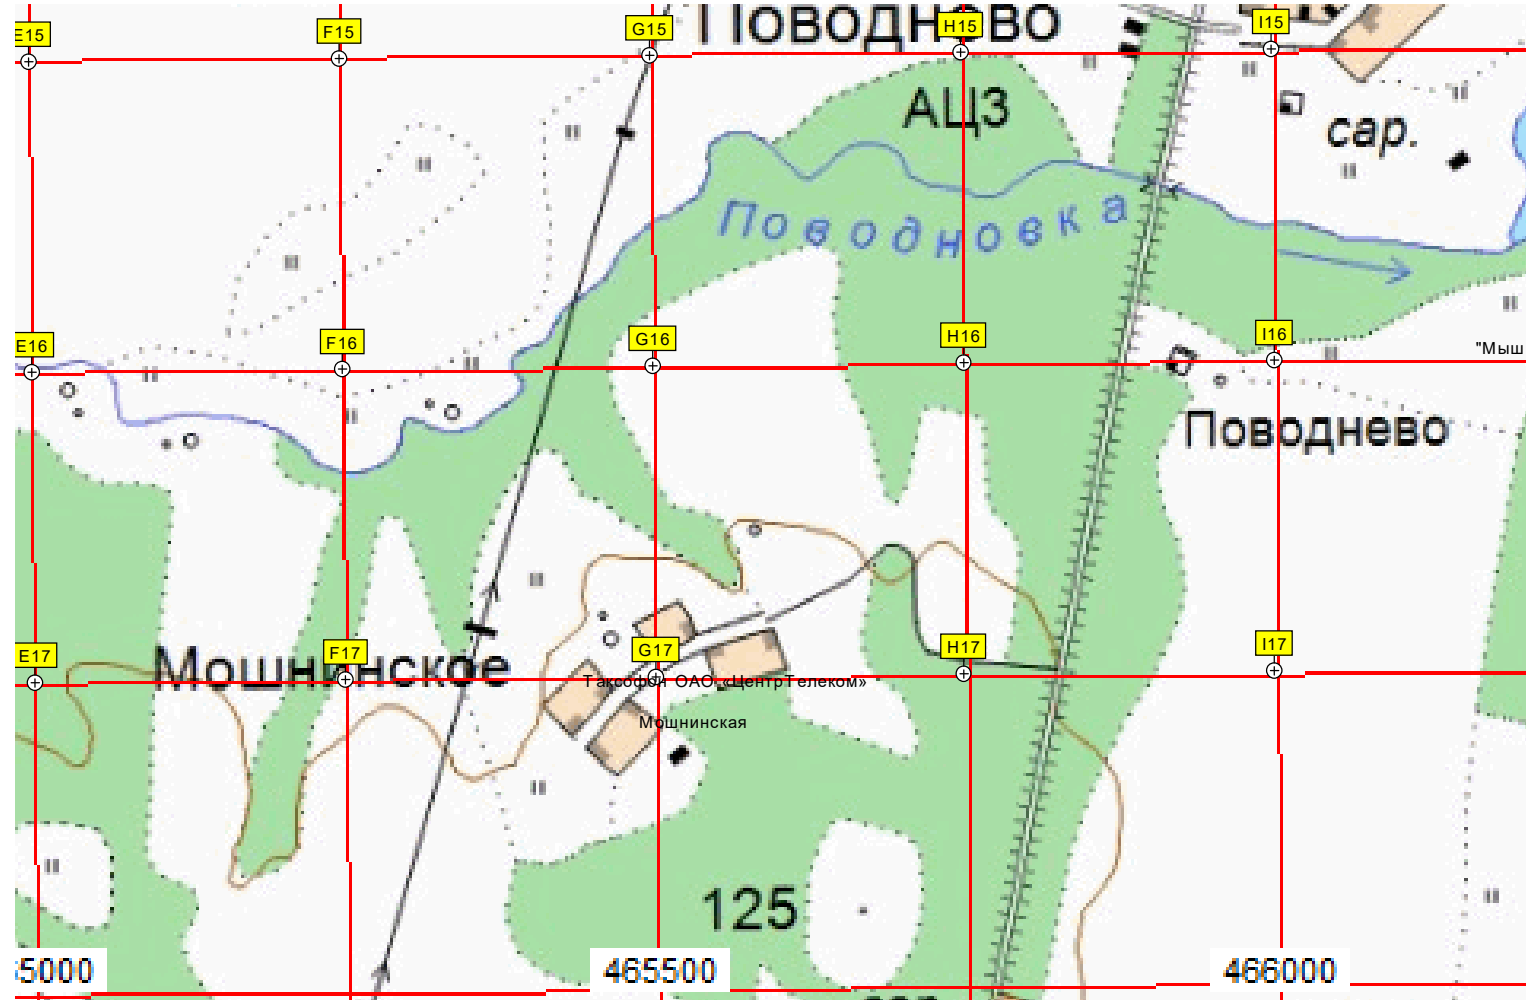 Поводнево
E15 F15 G15 H15 I15
АЦЗ
сар.
Поводновка
E16 F16 G16 H16 I16
"Мыш
Поводнево
E17 F17 G17 H17 I17
Мошнинское
Таксофон ОАО «ЦентрТелеком»
Мошнинская
125
65000 465500 466000